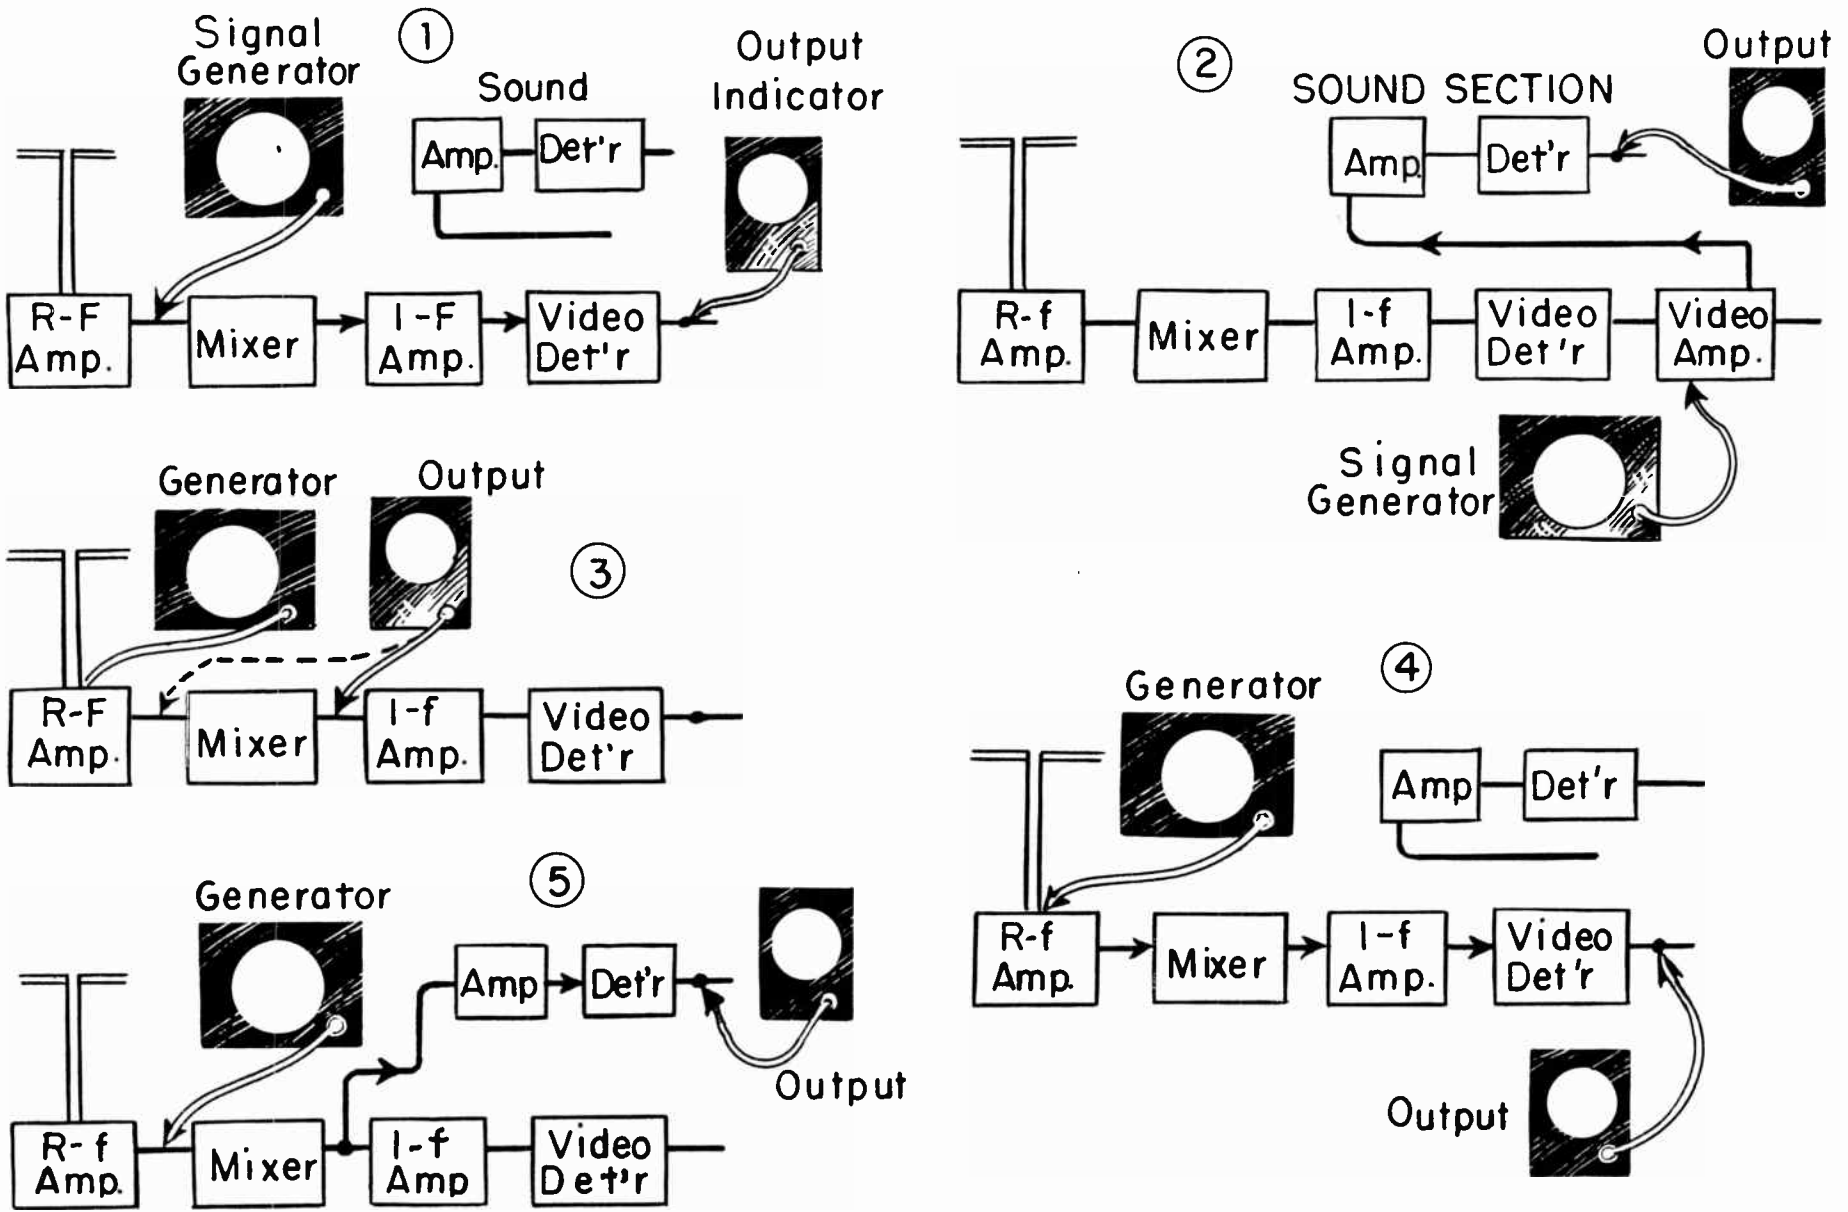 1
Signal
Generator
Sound
Output
Indicator
Amp.
Det'r
R-F
Amp.
Mixer
I-F
Amp.
Video
Det'r
2
SOUND SECTION
Output
Amp.
Det'r
R-f
Amp.
Mixer
I-f
Amp.
Video
Det'r
Video
Amp.
Signal
Generator
3
Generator
Output
R-F
Amp.
Mixer
I-f
Amp.
Video
Det'r
4
Generator
Amp
Det'r
R-f
Amp.
Mixer
I-f
Amp.
Video
Det'r
Output
5
Generator
Amp
Det'r
Output
R-f
Amp.
Mixer
I-f
Amp
Video
Det'r